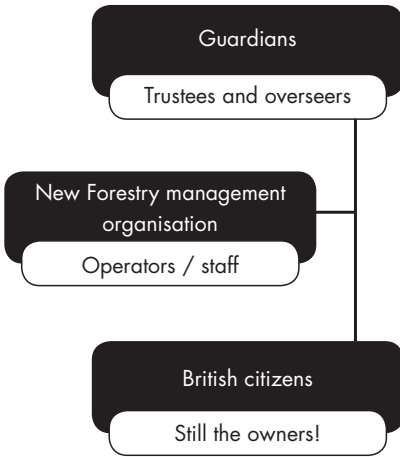 Guardians
Trustees and overseers
New Forestry management
organisation
Operators / staff
British citizens
Still the owners!